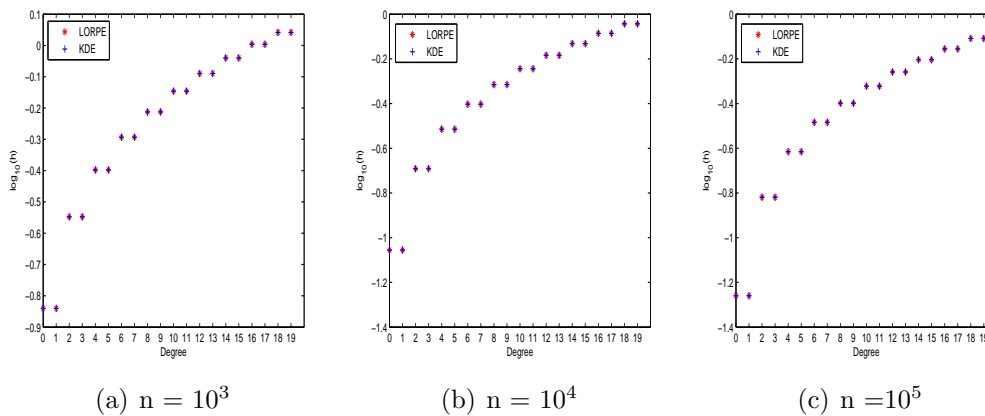 LORPE
KDE
log₁₀(h)
0.1
0
−0.1
−0.2
−0.3
−0.4
−0.5
−0.6
−0.7
−0.8
−0.9
0 1 2 3 4 5 6 7 8 9 10 11 12 13 14 15 16 17 18 19
Degree
(a) n = 10³
LORPE
KDE
log₁₀(h)
0
−0.2
−0.4
−0.6
−0.8
−1
−1.2
−1.4
0 1 2 3 4 5 6 7 8 9 10 11 12 13 14 15 16 17 18 19
Degree
(b) n = 10⁴
LORPE
KDE
log₁₀(h)
0
−0.2
−0.4
−0.6
−0.8
−1
−1.2
−1.4
0 1 2 3 4 5 6 7 8 9 10 11 12 13 14 15 16 17 18 19
Degree
(c) n =10⁵